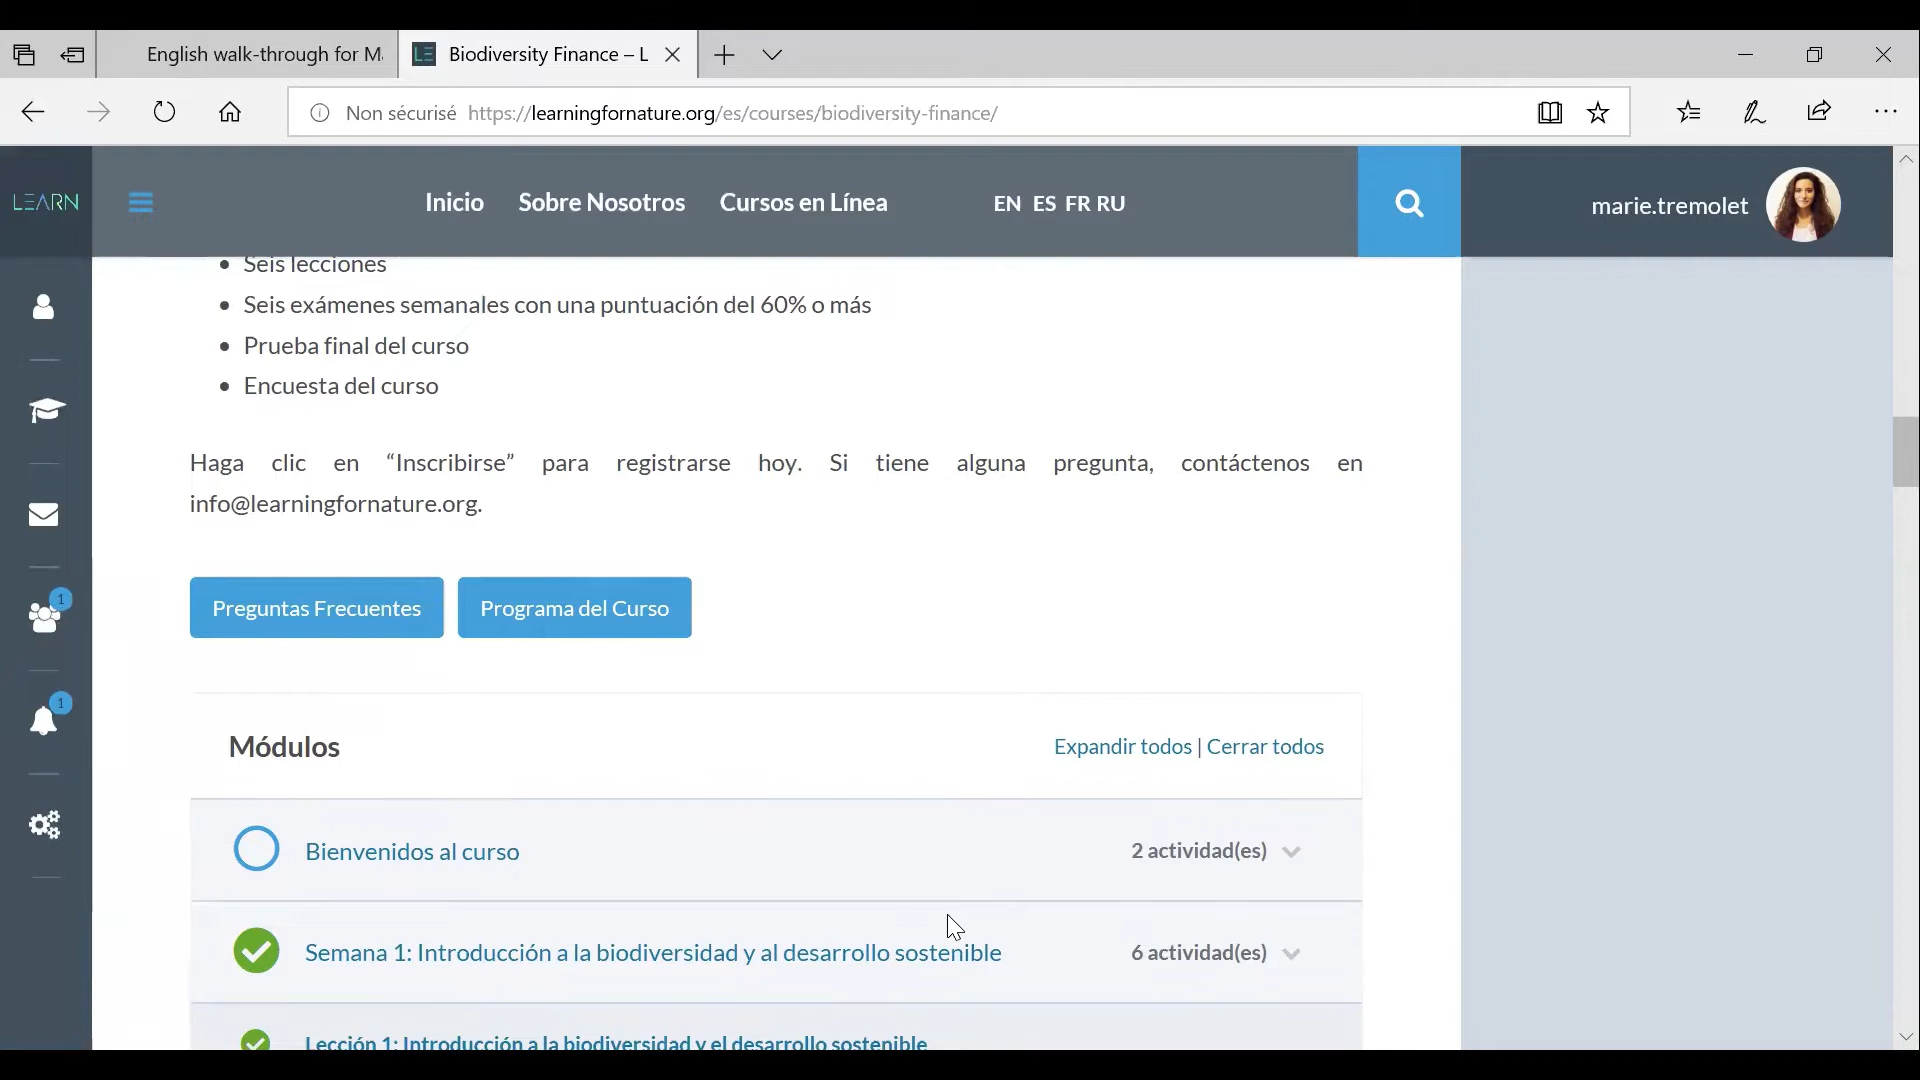 English walk-through for M
Biodiversity Finance – L
Non sécurisé https://learningfornature.org/es/courses/biodiversity-finance/
LEARN
Inicio Sobre Nosotros Cursos en Línea EN ES FR RU
marie.tremolet
Seis lecciones
Seis exámenes semanales con una puntuación del 60% o más
Prueba final del curso
Encuesta del curso
Haga clic en “Inscribirse” para registrarse hoy. Si tiene alguna pregunta, contáctenos en
info@learningfornature.org.
1
Preguntas Frecuentes Programa del Curso
1
Módulos Expandir todos | Cerrar todos
Bienvenidos al curso 2 actividad(es)
Semana 1: Introducción a la biodiversidad y al desarrollo sostenible 6 actividad(es)
Lección 1: Introducción a la biodiversidad y el desarrollo sostenible